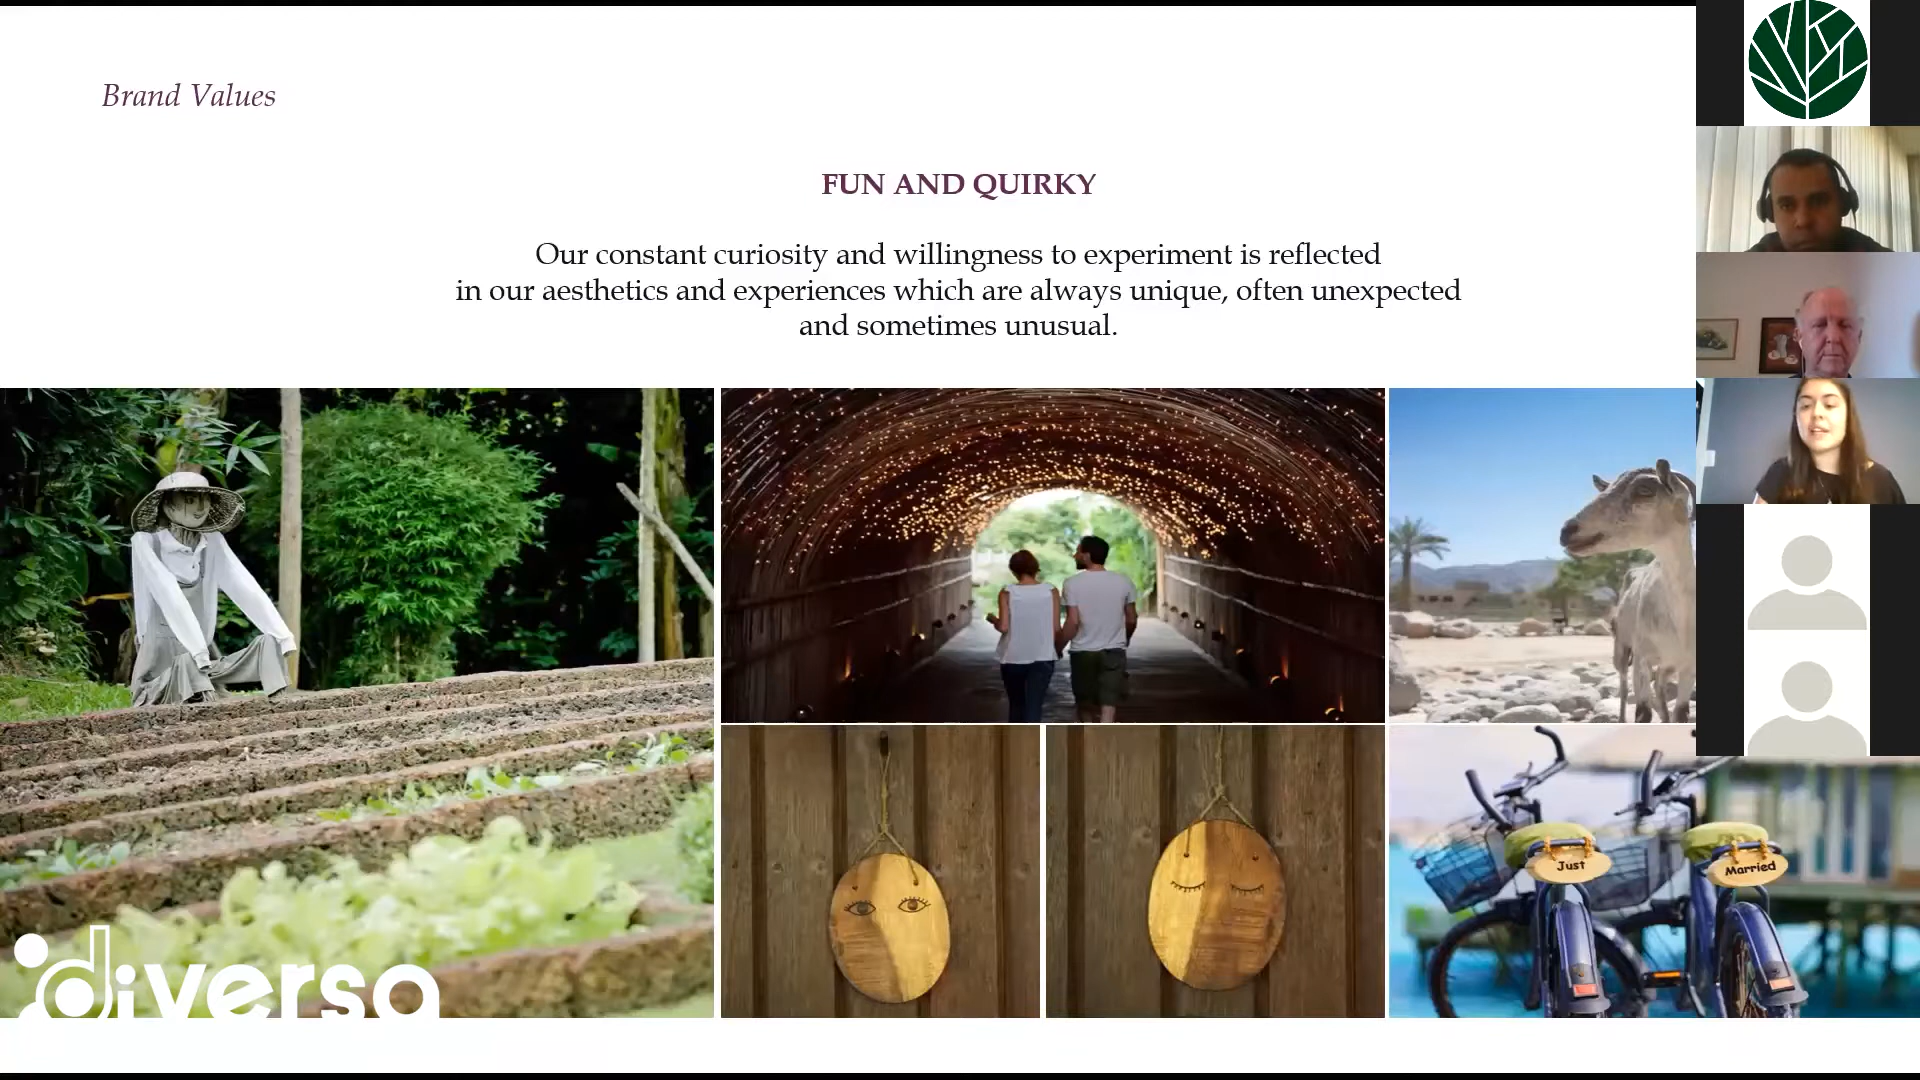 Brand Values
FUN AND QUIRKY
Our constant curiosity and willingness to experiment is reflected
in our aesthetics and experiences which are always unique, often unexpected
and sometimes unusual.
Just
Married
diversa